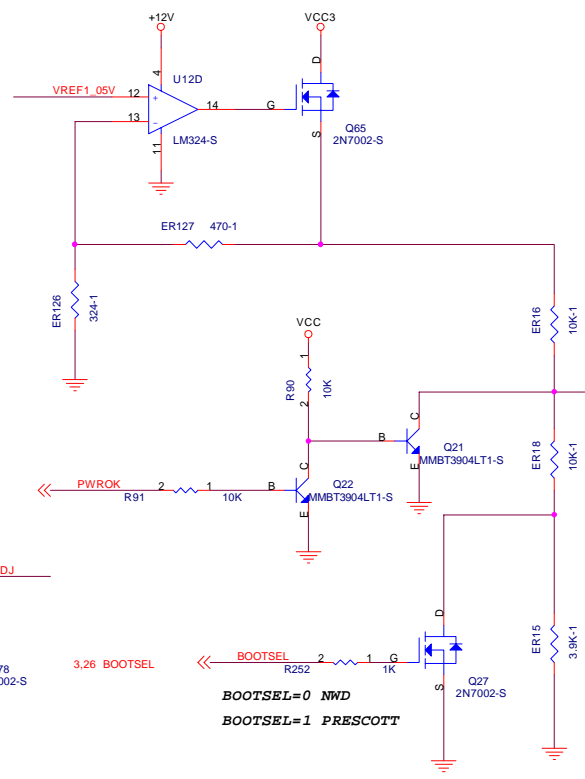 +12V
VCC3
4
U12D
D
VREF1_05V
12
+
14
G
13
-
LM324-S
11
S
Q65
2N7002-S
ER127 470-1
ER126
324-1
ER16
10K-1
VCC
1
R90
10K
2
C
B
Q21
MMBT3904LT1-S
E
ER18
10K-1
PWROK
2
1
B
C
Q22
MMBT3904LT1-S
R91
10K
E
DJ
D
ER15
3.9K-1
78
002-S
3,26 BOOTSEL
BOOTSEL
2
1
G
R252
1K
S
Q27
2N7002-S
BOOTSEL=0 NWD
BOOTSEL=1 PRESCOTT